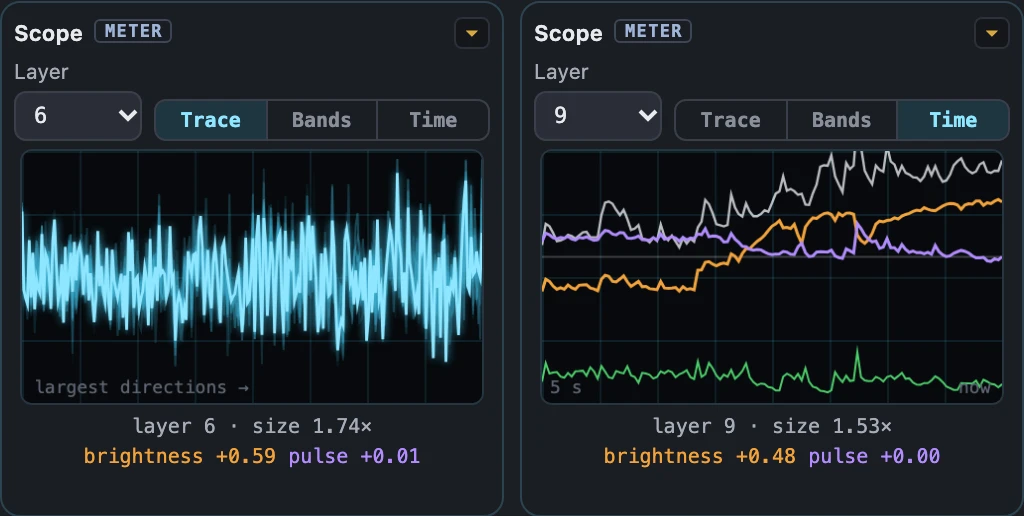 Scope METER
Layer
6 Trace Bands Time
largest directions →
layer 6 · size 1.74×
brightness +0.59 pulse +0.01
Scope METER
Layer
9 Trace Bands Time
5 s now
layer 9 · size 1.53×
brightness +0.48 pulse +0.00